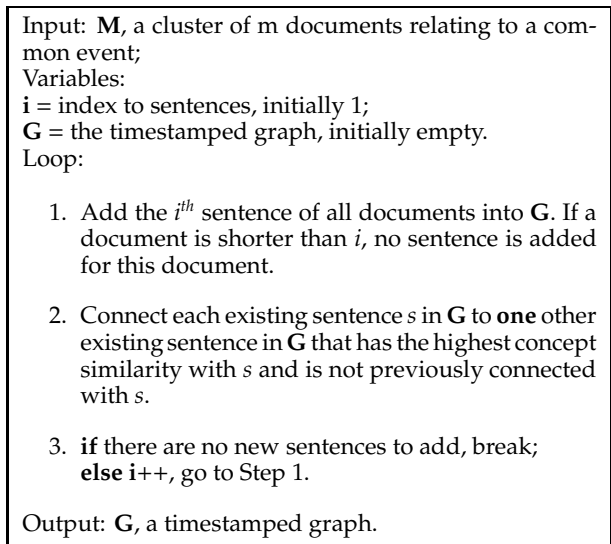 Input: M, a cluster of m documents relating to a com-
mon event;
Variables:
i = index to sentences, initially 1;
G = the timestamped graph, initially empty.
Loop:
1. Add the ith sentence of all documents into G. If a
document is shorter than i, no sentence is added
for this document.
2. Connect each existing sentence s in G to one other
existing sentence in G that has the highest concept
similarity with s and is not previously connected
with s.
3. if there are no new sentences to add, break;
else i++, go to Step 1.
Output: G, a timestamped graph.